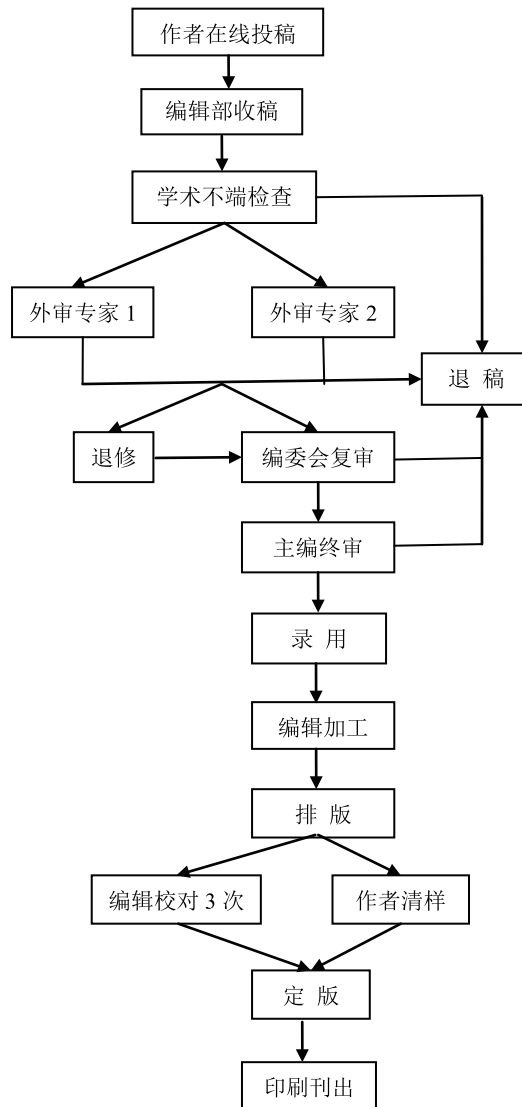 作者在线投稿
编辑部收稿
学术不端检查
外审专家 1
外审专家 2
退 稿
退修
编委会复审
主编终审
录 用
编辑加工
排 版
编辑校对 3 次
作者清样
定 版
印刷刊出